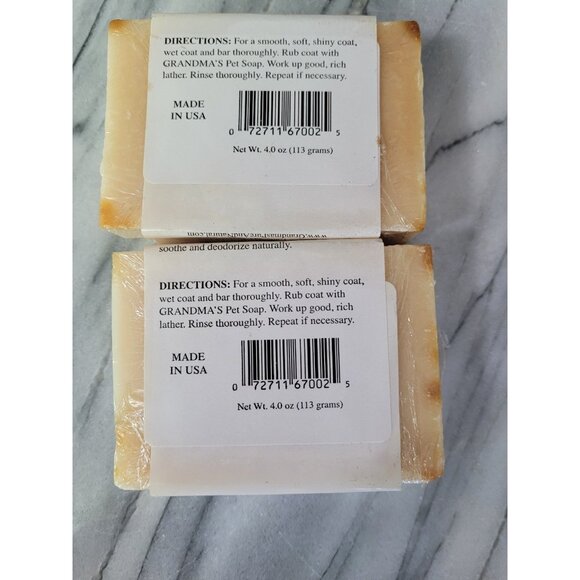 DIRECTIONS: For a smooth, soft, shiny coat,
wet coat and bar thoroughly. Rub coat with
GRANDMA'S Pet Soap. Work up good, rich
lather. Rinse thoroughly. Repeat if necessary.
MADE
IN USA
0 72711 67002 5
Net Wt. 4.0 oz (113 grams)
www.GrandmasPureAndNatural.com
soothe and deodorize naturally.
DIRECTIONS: For a smooth, soft, shiny coat,
wet coat and bar thoroughly. Rub coat with
GRANDMA'S Pet Soap. Work up good, rich
lather. Rinse thoroughly. Repeat if necessary.
MADE
IN USA
0 72711 67002 5
Net Wt. 4.0 oz (113 grams)